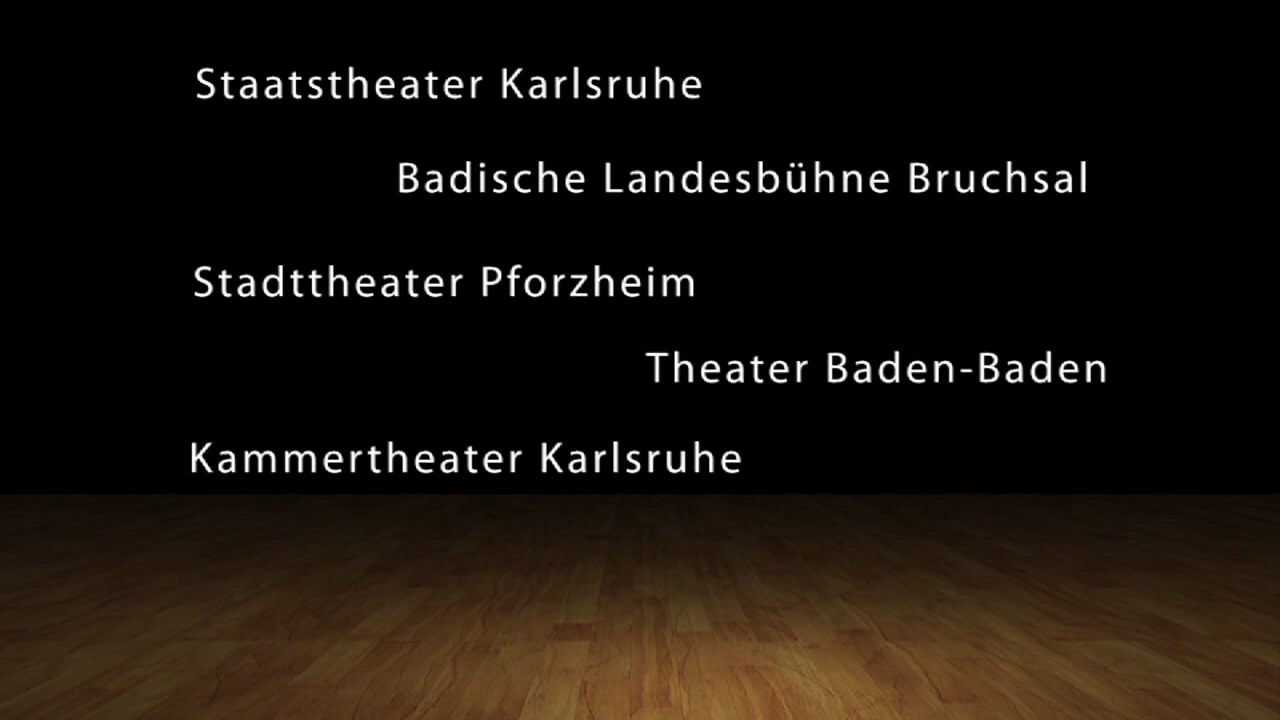 Staatstheater Karlsruhe
Badische Landesbühne Bruchsal
Stadttheater Pforzheim
Theater Baden-Baden
Kammertheater Karlsruhe